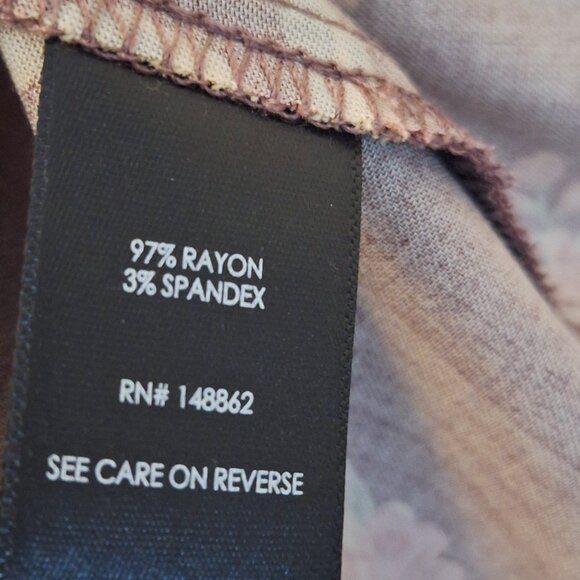 97% RAYON
3% SPANDEX
RN# 148862
SEE CARE ON REVERSE